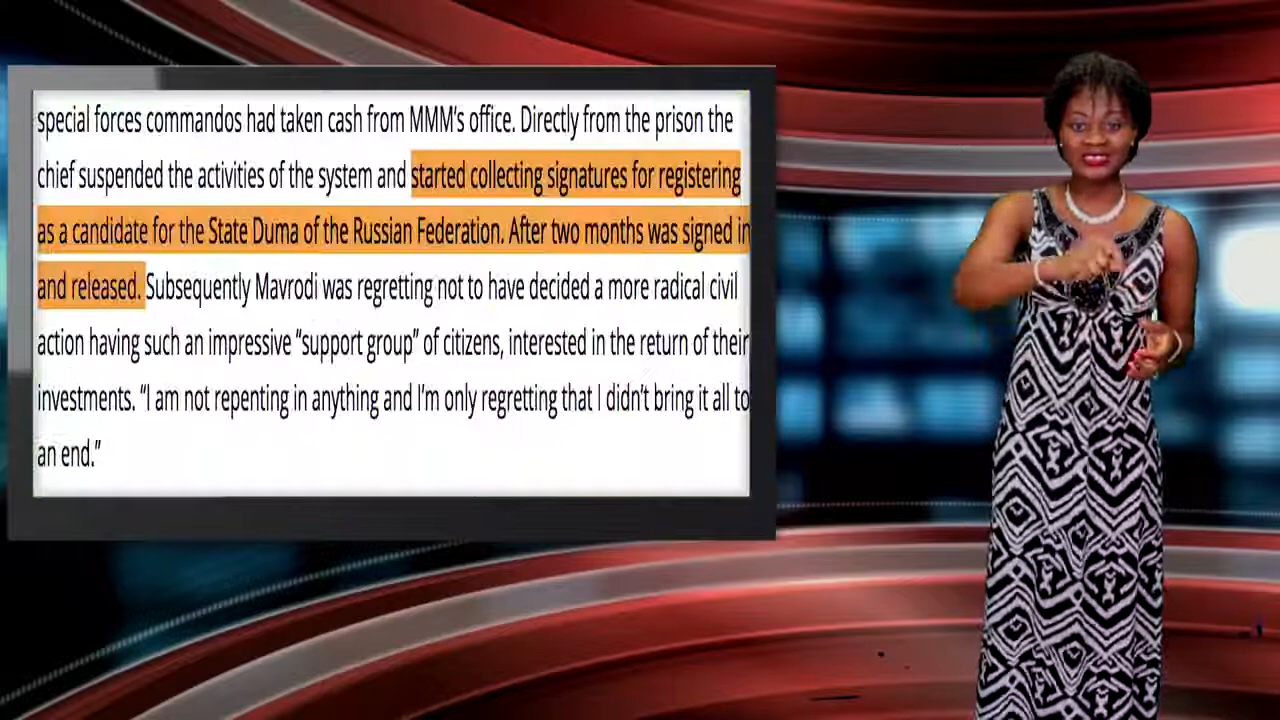 special forces commandos had taken cash from MMM's office. Directly from the prison the
chief suspended the activities of the system and started collecting signatures for registering
as a candidate for the State Duma of the Russian Federation. After two months was signed in
and released. Subsequently Mavrodi was regretting not to have decided a more radical civil
action having such an impressive “support group” of citizens, interested in the return of their
investments. “I am not repenting in anything and I'm only regretting that I didn't bring it all to
an end.”